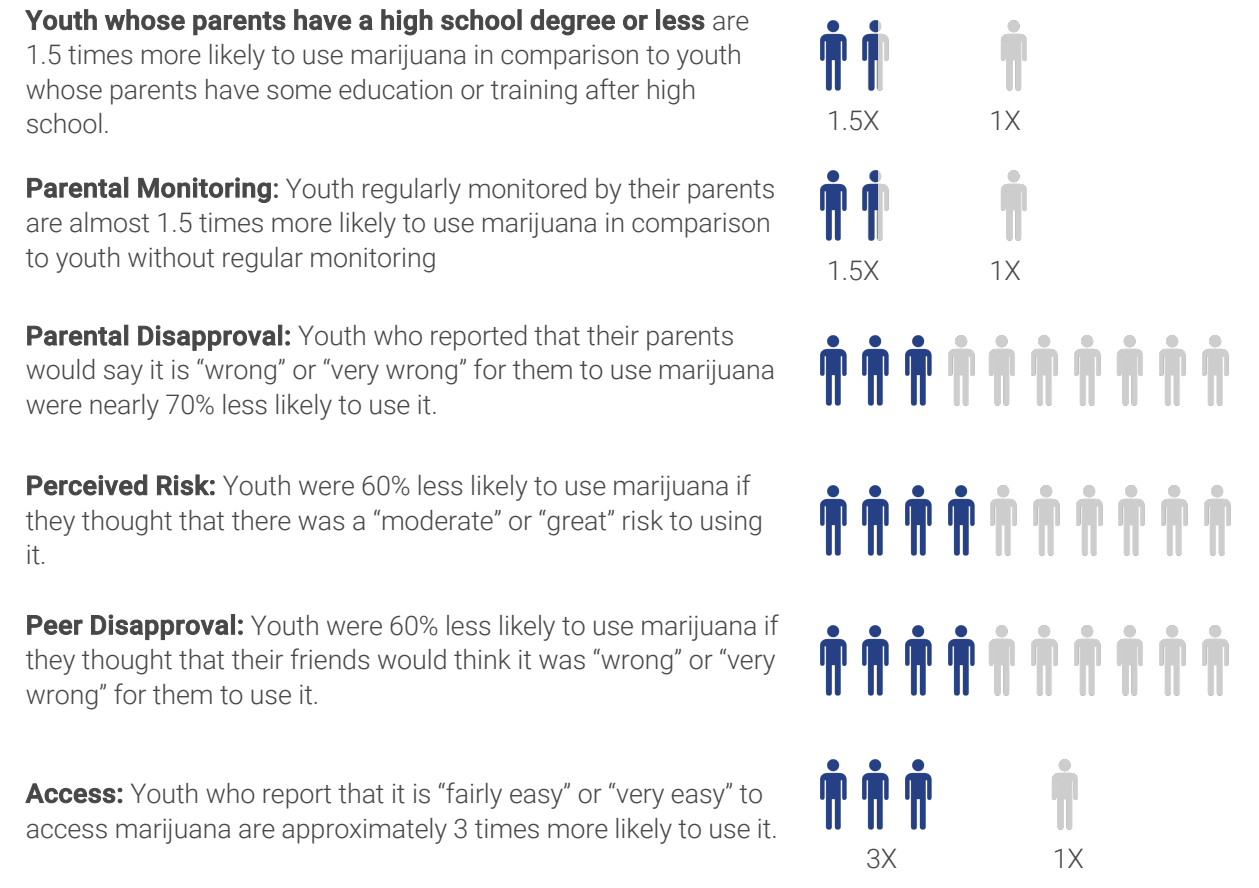 Youth whose parents have a high school degree or less are
1.5 times more likely to use marijuana in comparison to youth
whose parents have some education or training after high
school.
1.5X
1X
Parental Monitoring: Youth regularly monitored by their parents
are almost 1.5 times more likely to use marijuana in comparison
to youth without regular monitoring
1.5X
1X
Parental Disapproval: Youth who reported that their parents
would say it is “wrong” or “very wrong” for them to use marijuana
were nearly 70% less likely to use it.
Perceived Risk: Youth were 60% less likely to use marijuana if
they thought that there was a “moderate” or “great” risk to using
it.
Peer Disapproval: Youth were 60% less likely to use marijuana if
they thought that their friends would think it was “wrong” or “very
wrong” for them to use it.
Access: Youth who report that it is “fairly easy” or “very easy” to
access marijuana are approximately 3 times more likely to use it.
3X
1X